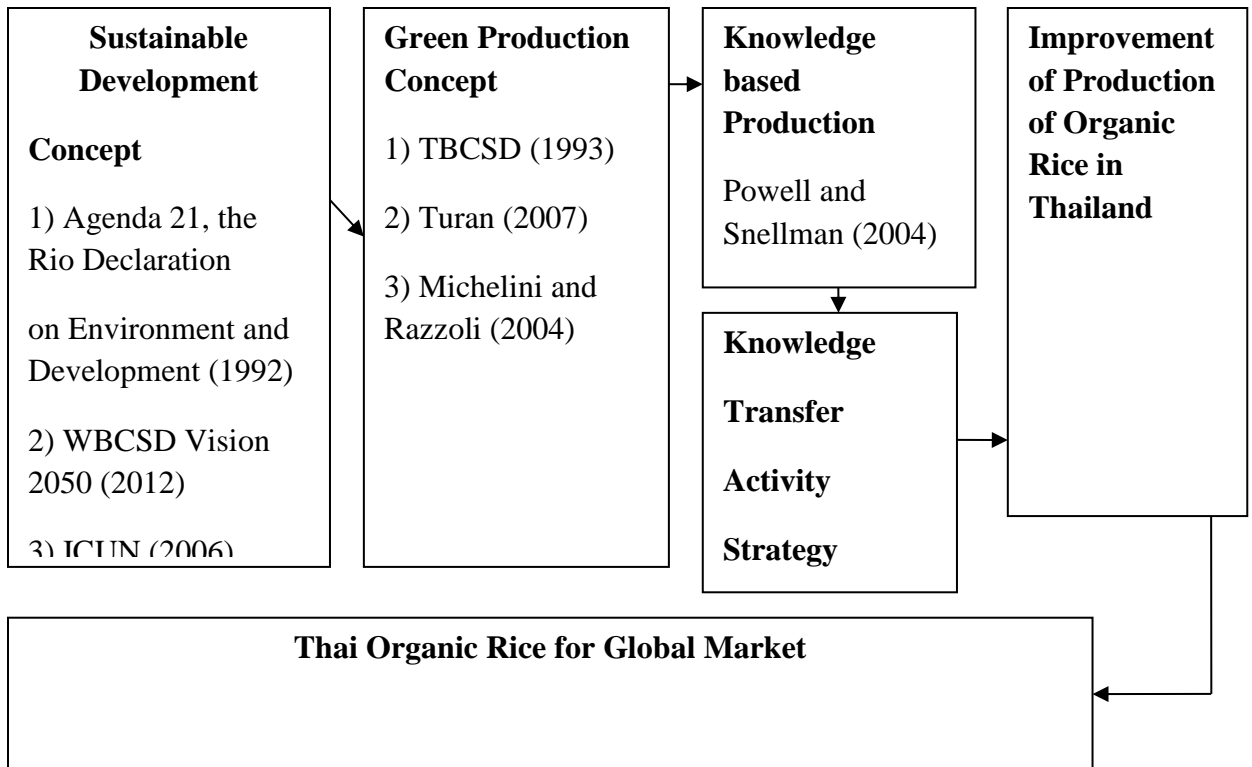 Sustainable
Development
Concept
1) Agenda 21, the
Rio Declaration
on Environment and
Development (1992)
2) WBCSD Vision
2050 (2012)
3) ICUN (2006)
Green Production
Concept
1) TBCSD (1993)
2) Turan (2007)
3) Michelini and
Razzoli (2004)
Knowledge
based
Production
Powell and
Snellman (2004)
Knowledge
Transfer
Activity
Strategy
Improvement
of Production
of Organic
Rice in
Thailand
Thai Organic Rice for Global Market